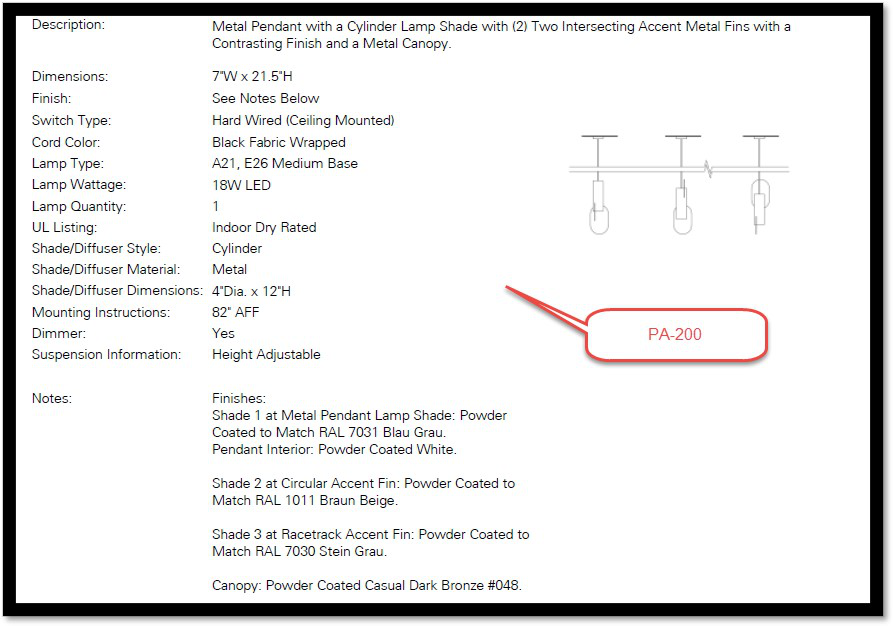 Description: Metal Pendant with a Cylinder Lamp Shade with (2) Two Intersecting Accent Metal Fins with a
Contrasting Finish and a Metal Canopy.
Dimensions: 7"W x 21.5"H
Finish: See Notes Below
Switch Type: Hard Wired (Ceiling Mounted)
Cord Color: Black Fabric Wrapped
Lamp Type: A21, E26 Medium Base
Lamp Wattage: 18W LED
Lamp Quantity: 1
UL Listing: Indoor Dry Rated
Shade/Diffuser Style: Cylinder
Shade/Diffuser Material: Metal
Shade/Diffuser Dimensions: 4"Dia. x 12"H
Mounting Instructions: 82" AFF
Dimmer: Yes
Suspension Information: Height Adjustable
PA-200
Notes: Finishes:
Shade 1 at Metal Pendant Lamp Shade: Powder
Coated to Match RAL 7031 Blau Grau.
Pendant Interior: Powder Coated White.
Shade 2 at Circular Accent Fin: Powder Coated to
Match RAL 1011 Braun Beige.
Shade 3 at Racetrack Accent Fin: Powder Coated to
Match RAL 7030 Stein Grau.
Canopy: Powder Coated Casual Dark Bronze #048.